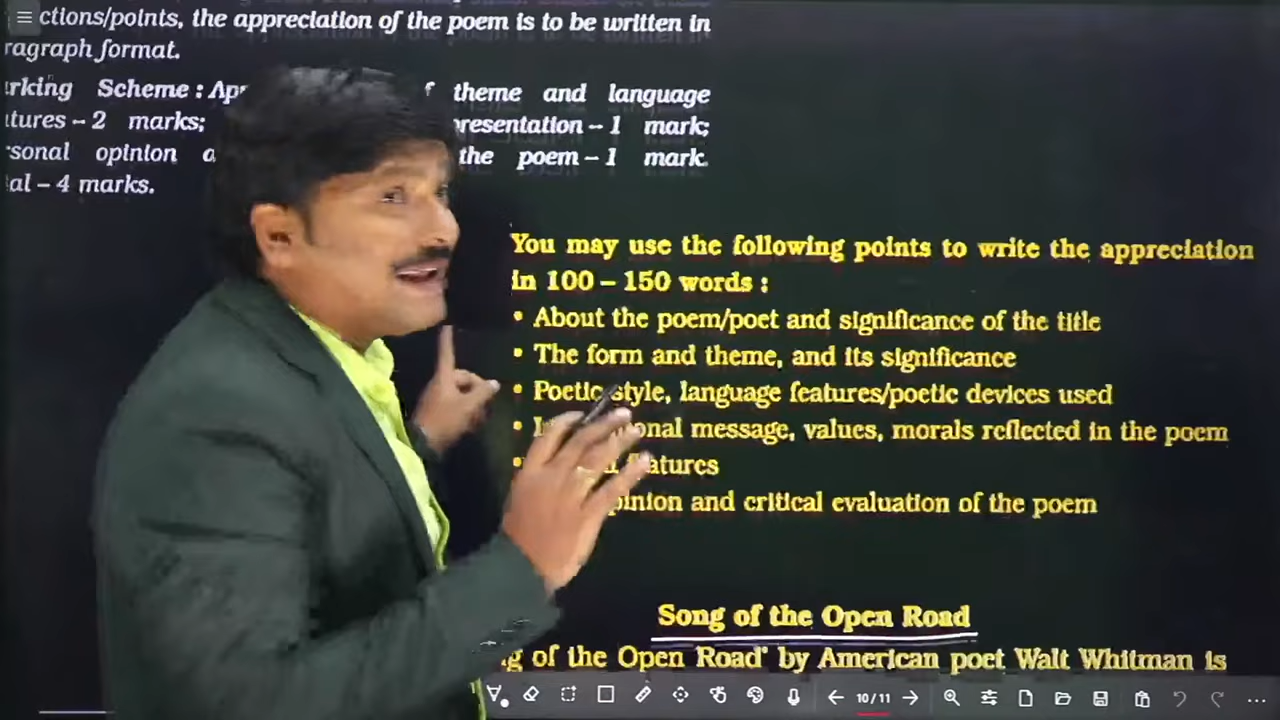 ctions/points, the appreciation of the poem is to be written in
ragraph format.
rking Scheme : Ap theme and language
tures – 2 marks; presentation – 1 mark;
rsonal opinion a the poem – 1 mark.
al – 4 marks.
You may use the following points to write the appreciation
in 100 – 150 words :
• About the poem/poet and significance of the title
• The form and theme, and its significance
• Poetic style, language features/poetic devices used
• onal message, values, morals reflected in the poem
• atures
pinion and critical evaluation of the poem
Song of the Open Road
g of the Open Road' by American poet Walt Whitman is
10/11